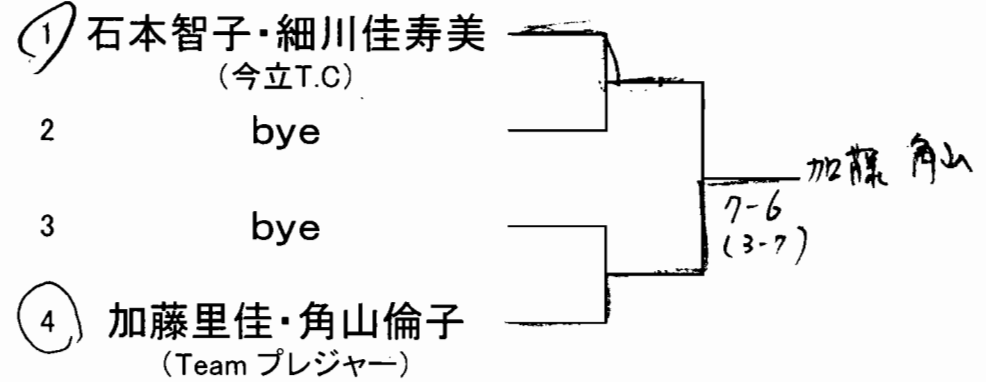 1 石本智子・細川佳寿美
(今立T.C)
2 bye
3 bye
4 加藤里佳・角山倫子
(Team プレジャー)
加藤 角山
7-6
(3-7)